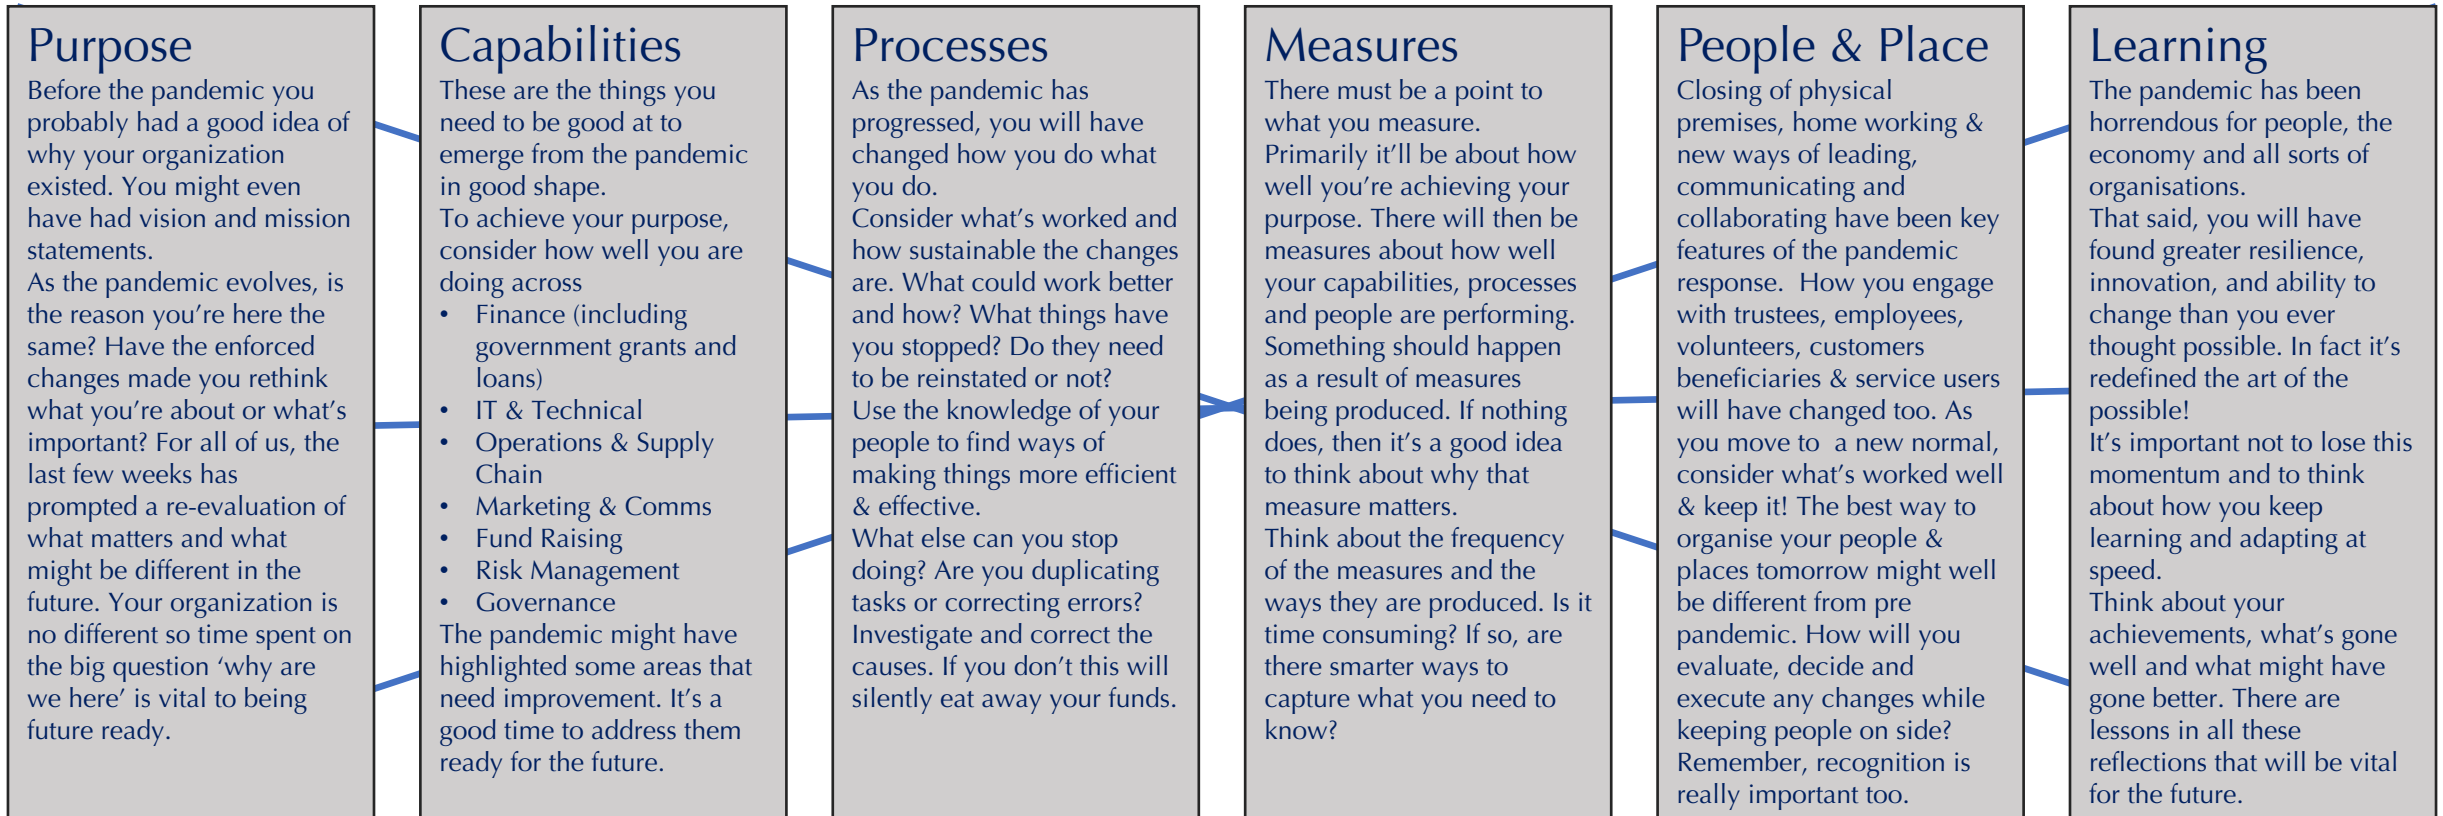 Purpose
Before the pandemic you
probably had a good idea of
why your organization
existed. You might even
have had vision and mission
statements.
As the pandemic evolves, is
the reason you’re here the
same? Have the enforced
changes made you rethink
what you’re about or what’s
important? For all of us, the
last few weeks has
prompted a re-evaluation of
what matters and what
might be different in the
future. Your organization is
no different so time spent on
the big question ‘why are
we here’ is vital to being
future ready.
Capabilities
These are the things you
need to be good at to
emerge from the pandemic
in good shape.
To achieve your purpose,
consider how well you are
doing across
• Finance (including
government grants and
loans)
• IT & Technical
• Operations & Supply
Chain
• Marketing & Comms
• Fund Raising
• Risk Management
• Governance
The pandemic might have
highlighted some areas that
need improvement. It’s a
good time to address them
ready for the future.
Processes
As the pandemic has
progressed, you will have
changed how you do what
you do.
Consider what’s worked and
how sustainable the changes
are. What could work better
and how? What things have
you stopped? Do they need
to be reinstated or not?
Use the knowledge of your
people to find ways of
making things more efficient
& effective.
What else can you stop
doing? Are you duplicating
tasks or correcting errors?
Investigate and correct the
causes. If you don’t this will
silently eat away your funds.
Measures
There must be a point to
what you measure.
Primarily it’ll be about how
well you’re achieving your
purpose. There will then be
measures about how well
your capabilities, processes
and people are performing.
Something should happen
as a result of measures
being produced. If nothing
does, then it’s a good idea
to think about why that
measure matters.
Think about the frequency
of the measures and the
ways they are produced. Is it
time consuming? If so, are
there smarter ways to
capture what you need to
know?
People & Place
Closing of physical
premises, home working &
new ways of leading,
communicating and
collaborating have been key
features of the pandemic
response.  How you engage
with trustees, employees,
volunteers, customers
beneficiaries & service users
will have changed too. As
you move to  a new normal,
consider what’s worked well
& keep it! The best way to
organise your people &
places tomorrow might well
be different from pre
pandemic. How will you
evaluate, decide and
execute any changes while
keeping people on side?
Remember, recognition is
really important too.
Learning
The pandemic has been
horrendous for people, the
economy and all sorts of
organisations.
That said, you will have
found greater resilience,
innovation, and ability to
change than you ever
thought possible. In fact it’s
redefined the art of the
possible!
It’s important not to lose this
momentum and to think
about how you keep
learning and adapting at
speed.
Think about your
achievements, what’s gone
well and what might have
gone better. There are
lessons in all these
reflections that will be vital
for the future.